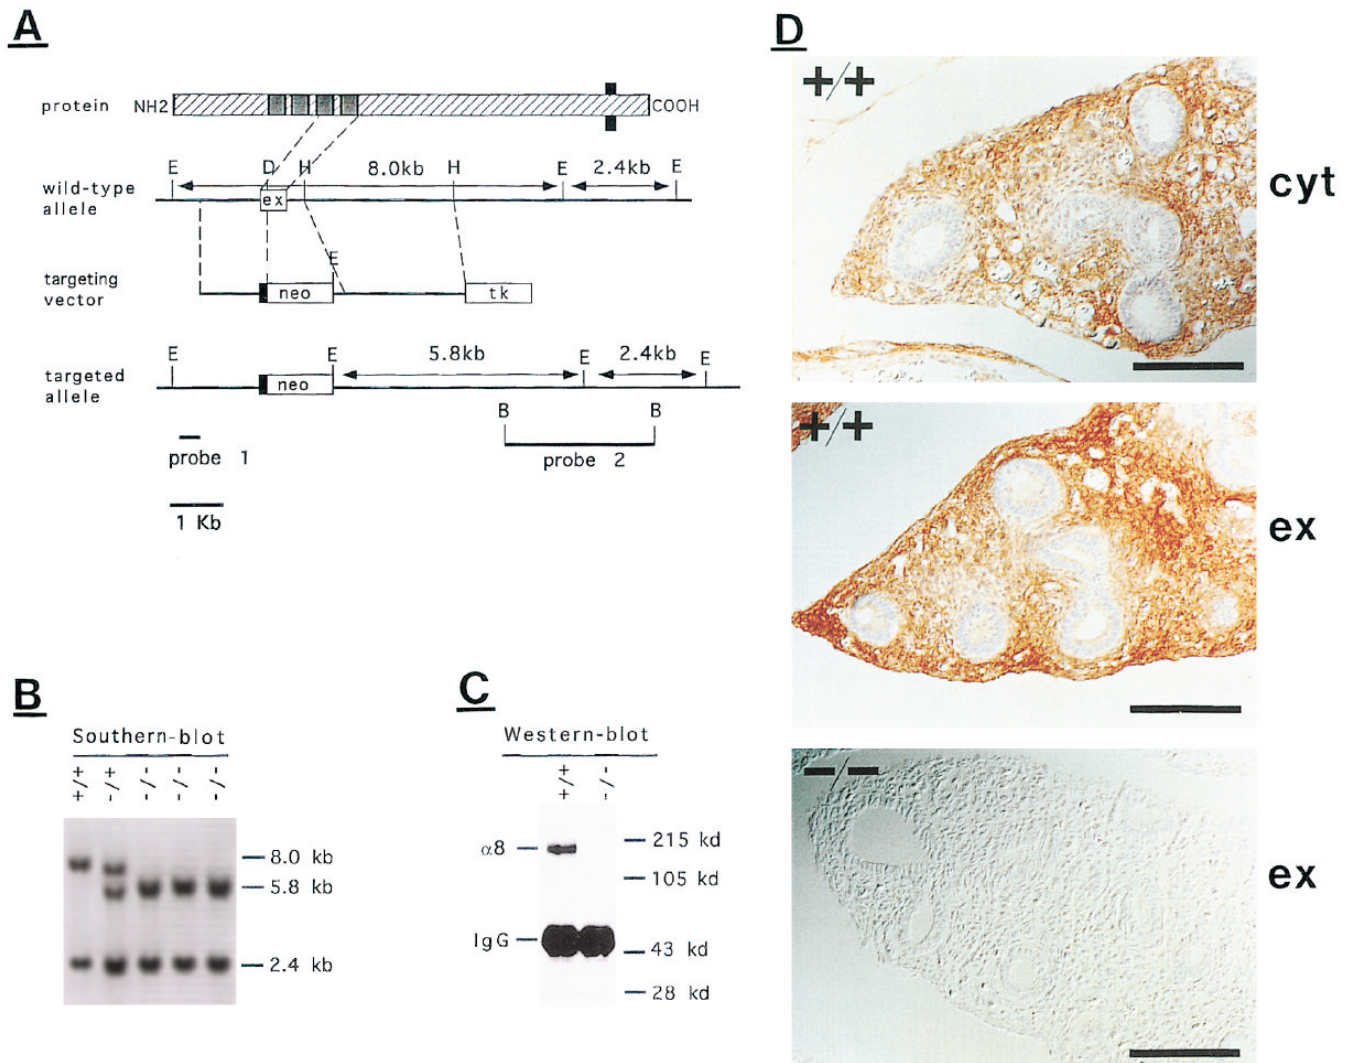 A
protein NH2 COOH
E D H 8.0kb H E 2.4kb E
wild-type
allele
ex
E
targeting
vector
neo tk
E E 5.8kb E 2.4kb E
targeted
allele
neo
B B
probe 1
probe 2
1 Kb
B
Southern-blot
+/+ +/- -/- -/- -/-
8.0 kb
5.8 kb
2.4 kb
C
Western-blot
+/+ -/-
α8
215 kd
105 kd
IgG
43 kd
28 kd
D
+/+
cyt
+/+
ex
-/-
ex